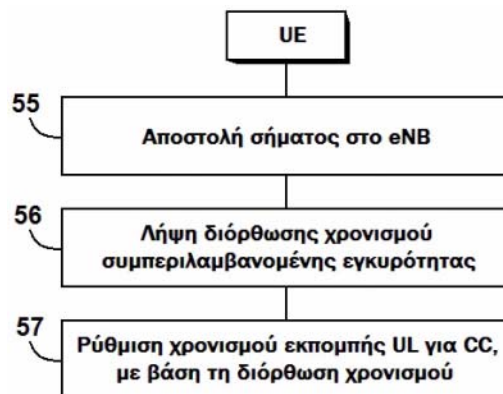 UE
55
Αποστολή σήματος στο eNB
56
Λήψη διόρθωσης χρονισμού
συμπεριλαμβανομένης εγκυρότητας
57
Ρύθμιση χρονισμού εκπομπής UL για CC,
με βάση τη διόρθωση χρονισμού